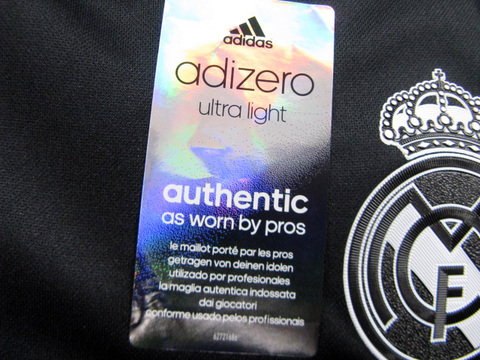 adidas
adizero
ultra light
authentic
as worn by pros
le maillot porté par les pros
getragen von deinen idolen
utilizado por profesionales
la maglia autentica indossata
dai giocatori
conforme usado pelos profissionais
MCF